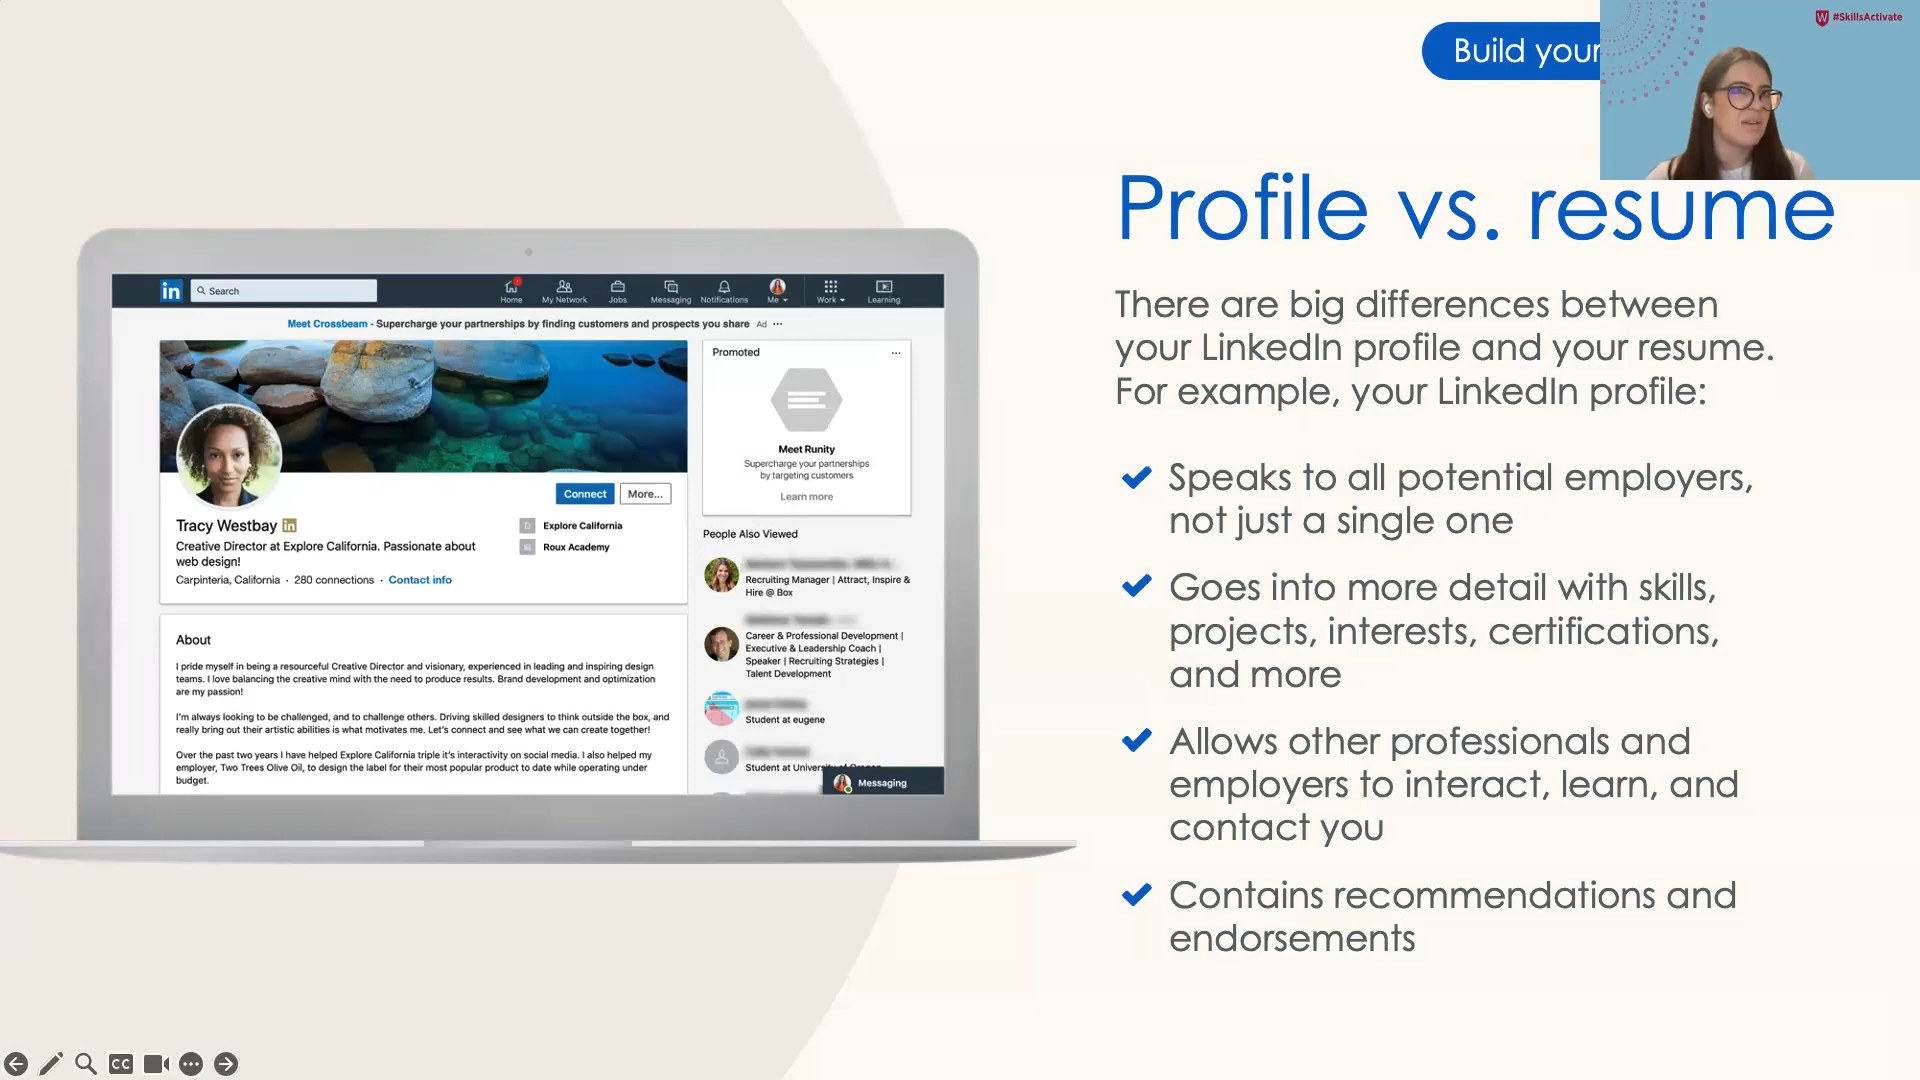 Build your
#SkillsActivate
Profile vs. resume
There are big differences between
your LinkedIn profile and your resume.
For example, your LinkedIn profile:
Speaks to all potential employers,
not just a single one
Goes into more detail with skills,
projects, interests, certifications,
and more
Allows other professionals and
employers to interact, learn, and
contact you
Contains recommendations and
endorsements
in
Search
Home
My Network
Jobs
Messaging
Notifications
Me
Work
Learning
Meet Crossbeam - Supercharge your partnerships by finding customers and prospects you share Ad ...
Connect
More...
Tracy Westbay in
Creative Director at Explore California. Passionate about
web design!
Carpinteria, California · 280 connections · Contact info
Explore California
Roux Academy
About
I pride myself in being a resourceful Creative Director and visionary, experienced in leading and inspiring design
teams. I love balancing the creative mind with the need to produce results. Brand development and optimization
are my passion!
I'm always looking to be challenged, and to challenge others. Driving skilled designers to think outside the box, and
really bring out their artistic abilities is what motivates me. Let's connect and see what we can create together!
Over the past two years I have helped Explore California triple it's interactivity on social media. I also helped my
employer, Two Trees Olive Oil, to design the label for their most popular product to date while operating under
budget.
Promoted
...
Meet Runity
Supercharge your partnerships
by targeting customers
Learn more
People Also Viewed
Recruiting Manager | Attract, Inspire &
Hire @ Box
Career & Professional Development |
Executive & Leadership Coach |
Speaker | Recruiting Strategies |
Talent Development
Student at eugene
Student at
Messaging
CC